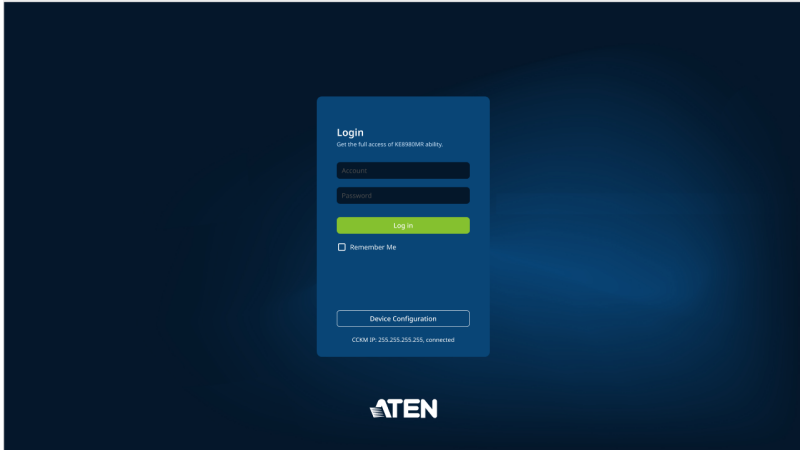 Login
Get the full access of KE8980MR ability.
Account
Password
Log in
Remember Me
Device Configuration
CCKM IP: 255.255.255.255, connected
ATEN